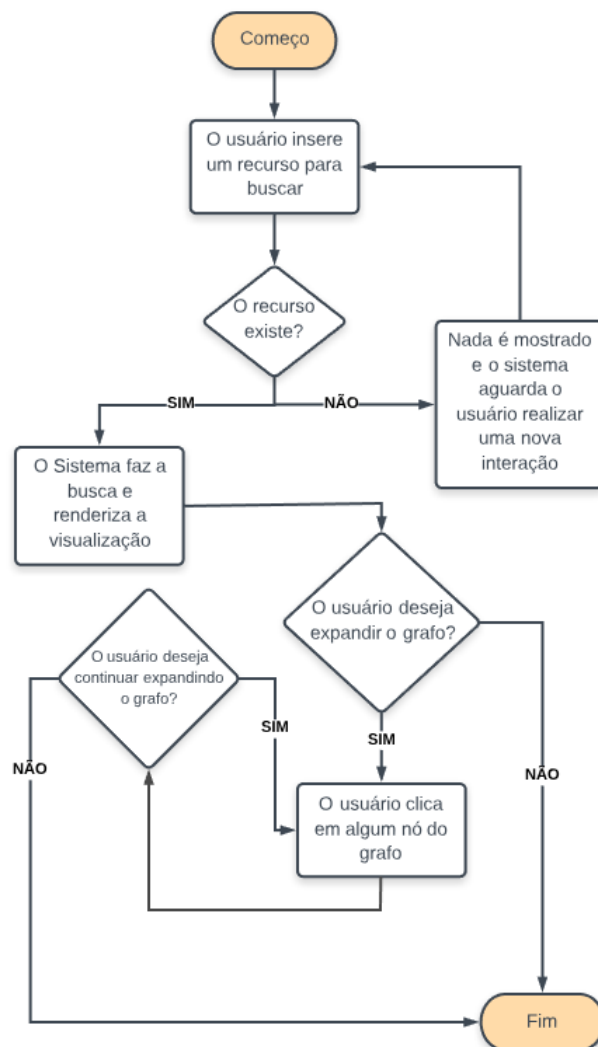 Começo
O usuário insere
um recurso para
buscar
O recurso
existe?
SIM
NÃO
Nada é mostrado
e o sistema
aguarda o
usuário realizar
uma nova
interação
O Sistema faz a
busca e
renderiza a
visualização
O usuário deseja
expandir o grafo?
O usuário deseja
continuar expandindo
o grafo?
SIM
SIM
NÃO
NÃO
O usuário clica
em algum nó do
grafo
Fim